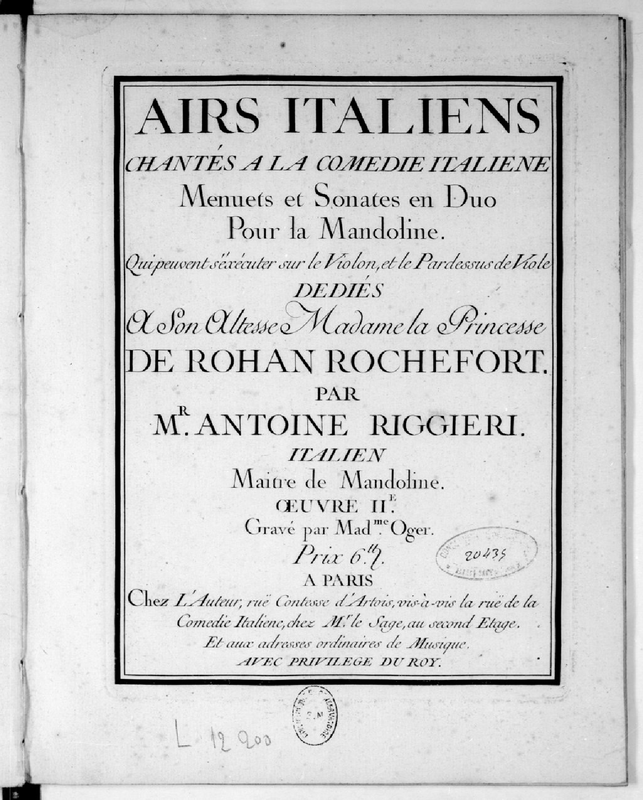 AIRS ITALIENS
CHANTÉS A LA COMEDIE ITALIENE
Menuets et Sonates en Duo
Pour la Mandoline.
Qui peuvent s'éxécuter sur le Violon, et le Pardessus de Viole
DEDIÉS
A Son Altesse Madame la Princesse
DE ROHAN ROCHEFORT.
PAR
MR. ANTOINE RIGGIERI.
ITALIEN
Maitre de Mandoline.
ŒUVRE IIE.
Gravé par Mad.me Oger.
Prix 6tt.
A PARIS
Chez L'Auteur, ruë Contesse d'Artois, vis-à-vis la ruë de la
Comedie Italiene, chez Mr. le Sage, au second Etage.
Et aux adresses ordinaires de Musique.
AVEC PRIVILEGE DU ROY.
20435
L. 12 200